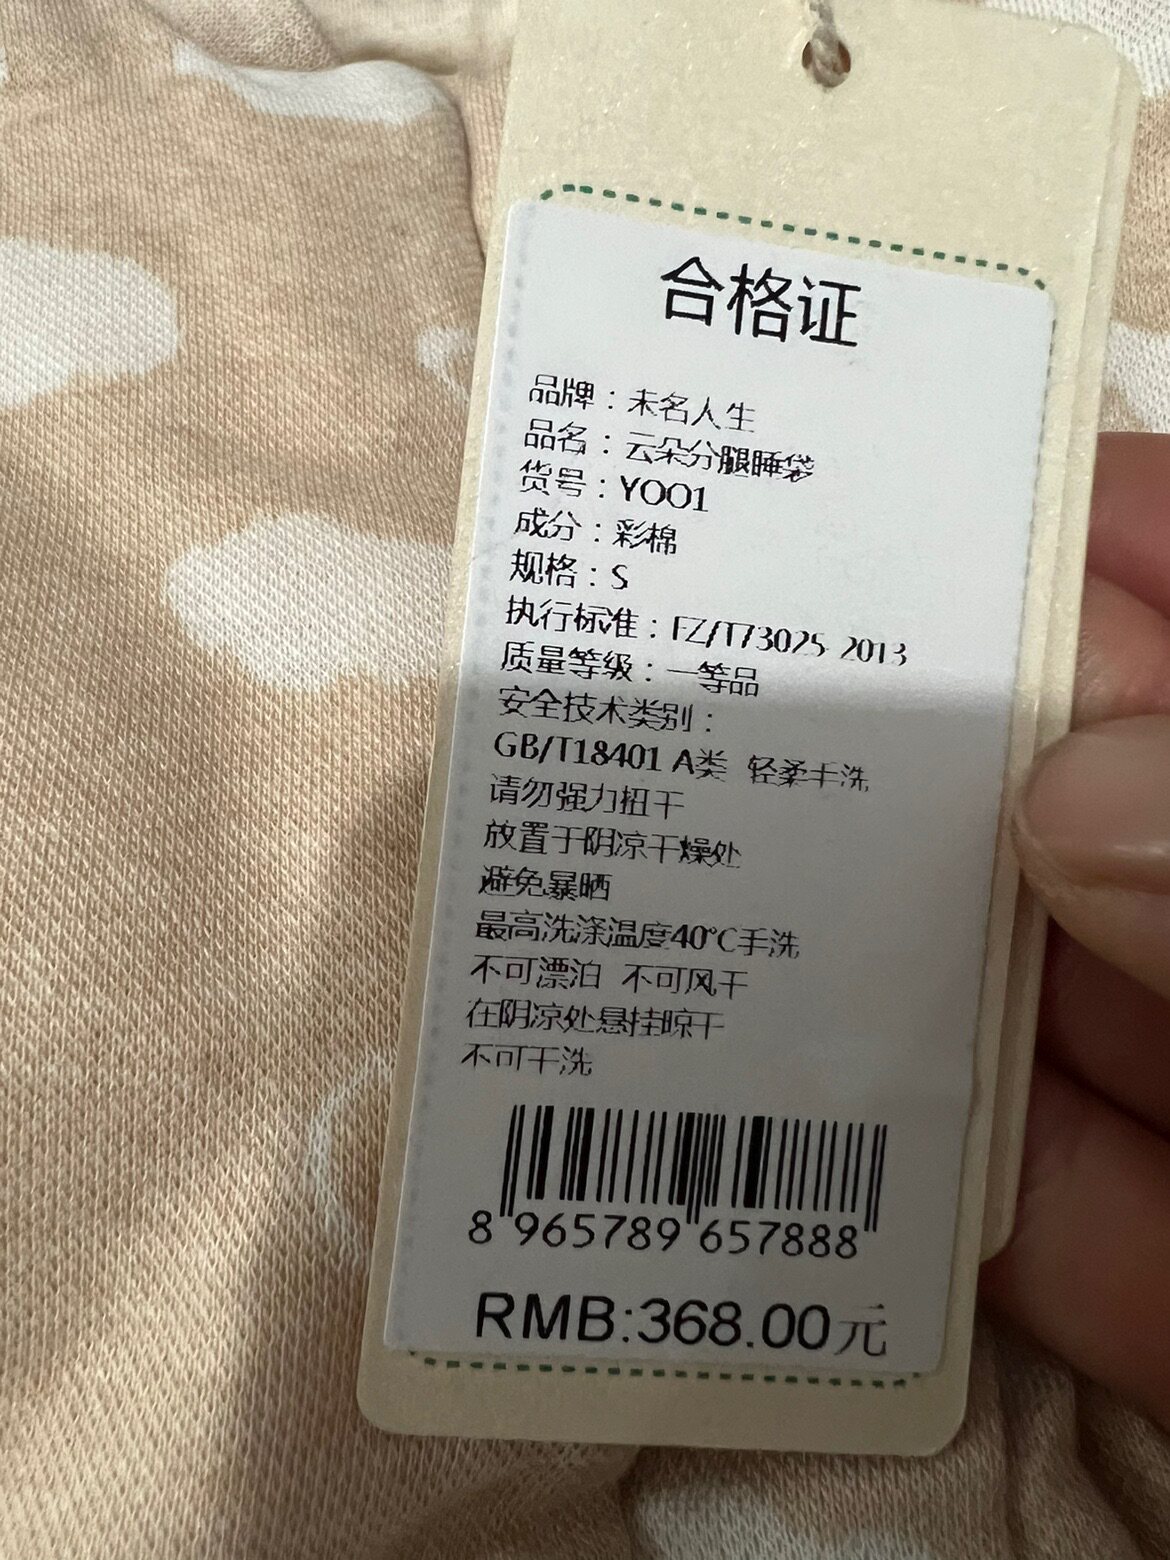 合格证
品牌：未名人生
品名：云朵分腿睡袋
货号：YOO1
成分：彩棉
规格：S
执行标准：FZ/T73025-2013
质量等级：一等品
安全技术类别：
GB/T18401 A类 轻柔手洗
请勿强力扭干
放置于阴凉干燥处
避免暴晒
最高洗涤温度40℃手洗
不可漂泊 不可风干
在阴凉处悬挂晾干
不可干洗
8 965789 657888
RMB:368.00元